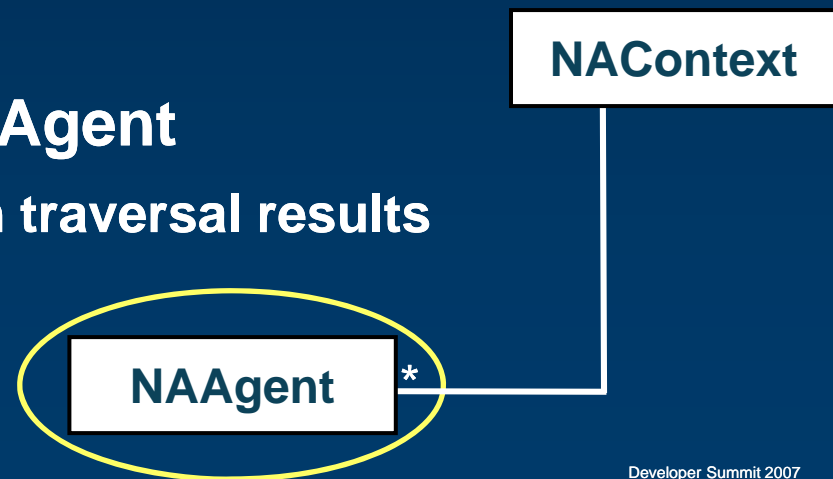 NAContext
Agent
traversal results
NAAgent *
Developer Summit 2007